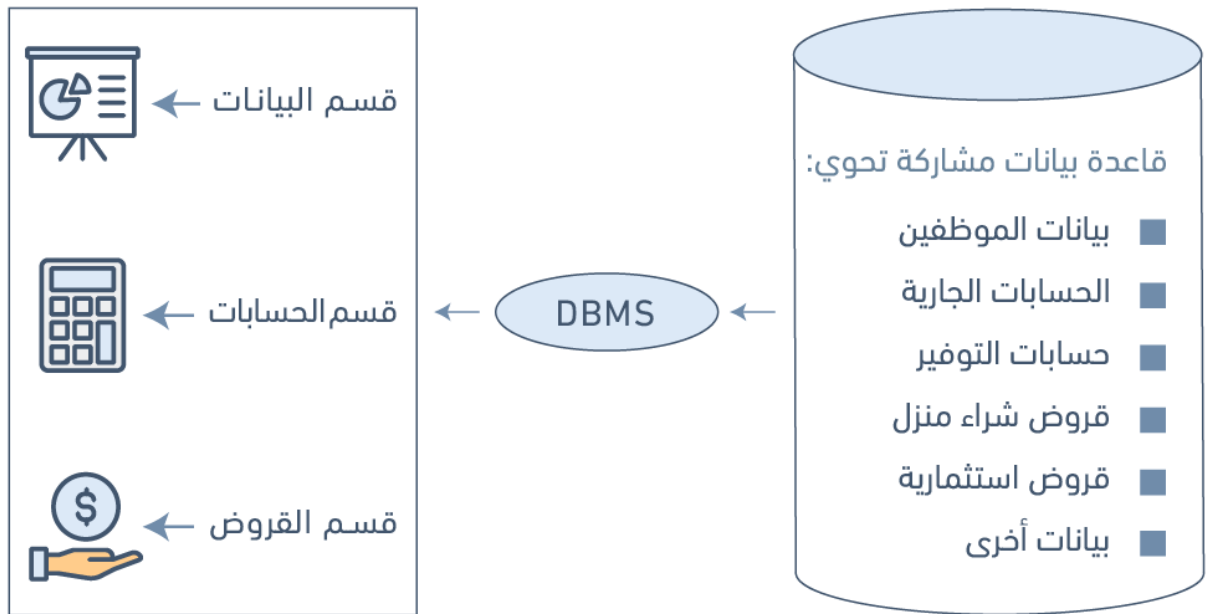 قاعدة بيانات مشاركة تحوي:
بيانات الموظفين
الحسابات الجارية
حسابات التوفير
قروض شراء منزل
قروض استثمارية
بيانات أخرى
DBMS
قسم البيانات
قسم الحسابات
قسم القروض
$